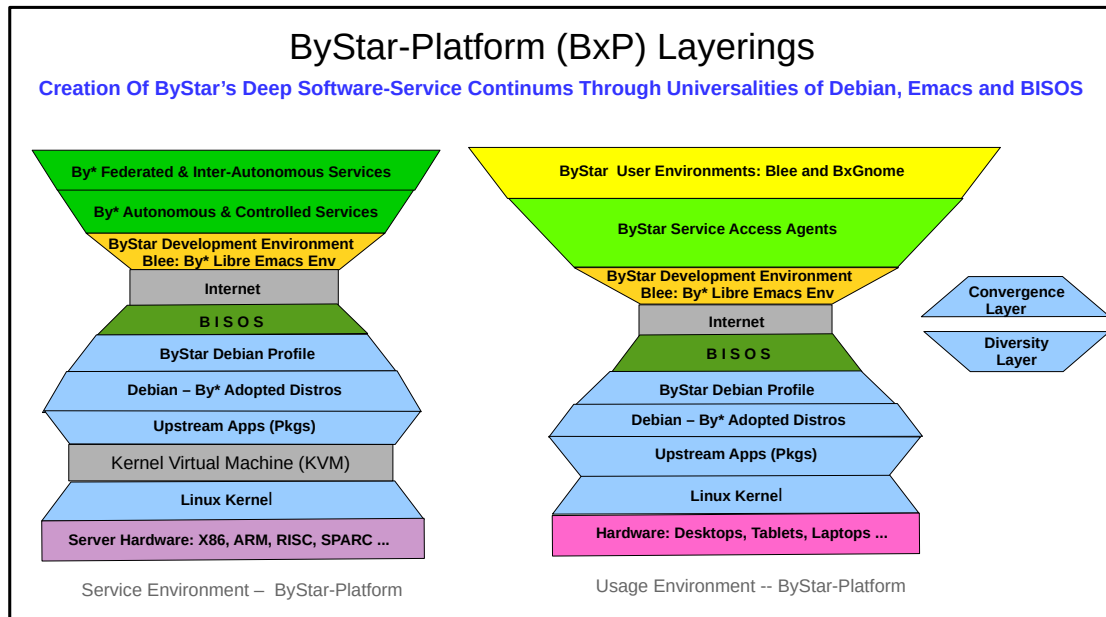 ByStar-Platform (BxP) Layerings
Creation Of ByStar's Deep Software-Service Continums Through Universalities of Debian, Emacs and BISOS
By* Federated & Inter-Autonomous Services
By* Autonomous & Controlled Services
ByStar Development Environment
Blee: By* Libre Emacs Env
Internet
B I S O S
ByStar Debian Profile
Debian – By* Adopted Distros
Upstream Apps (Pkgs)
Kernel Virtual Machine (KVM)
Linux Kernel
Server Hardware: X86, ARM, RISC, SPARC ...
Service Environment – ByStar-Platform
ByStar User Environments: Blee and BxGnome
ByStar Service Access Agents
ByStar Development Environment
Blee: By* Libre Emacs Env
Internet
B I S O S
ByStar Debian Profile
Debian – By* Adopted Distros
Upstream Apps (Pkgs)
Linux Kernel
Hardware: Desktops, Tablets, Laptops ...
Usage Environment -- ByStar-Platform
Convergence
Layer
Diversity
Layer